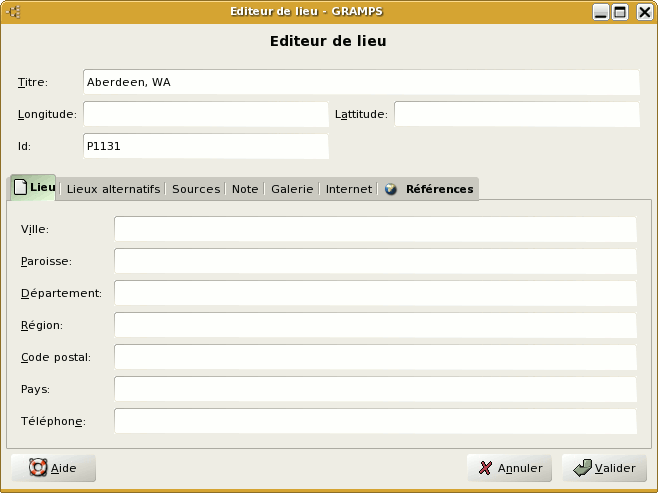 Editeur de lieu - GRAMPS
Editeur de lieu
Titre: Aberdeen, WA
Longitude: Lattitude:
Id: P1131
Lieu Lieux alternatifs Sources Note Galerie Internet Références
Ville:
Paroisse:
Département:
Région:
Code postal:
Pays:
Téléphone:
Aide Annuler Valider